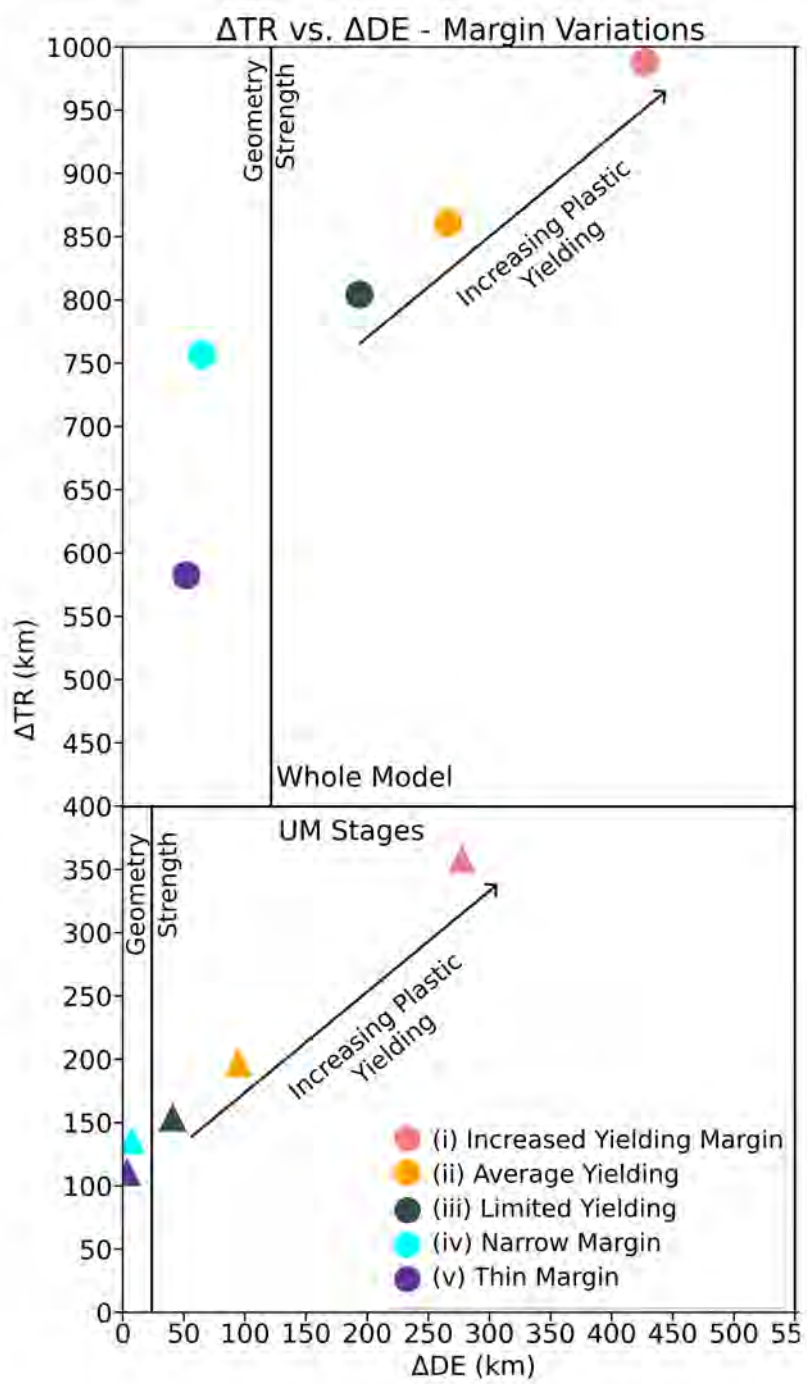 ΔTR vs. ΔDE - Margin Variations
1000
950
900
850
800
750
700
650
600
550
500
450
400
350
300
250
200
150
100
50
0
ΔTR (km)
Geometry
Strength
Increasing Plastic
Yielding
Whole Model
UM Stages
Geometry
Strength
Increasing Plastic
Yielding
(i) Increased Yielding Margin
(ii) Average Yielding
(iii) Limited Yielding
(iv) Narrow Margin
(v) Thin Margin
0 50 100 150 200 250 300 350 400 450 500 55
ΔDE (km)